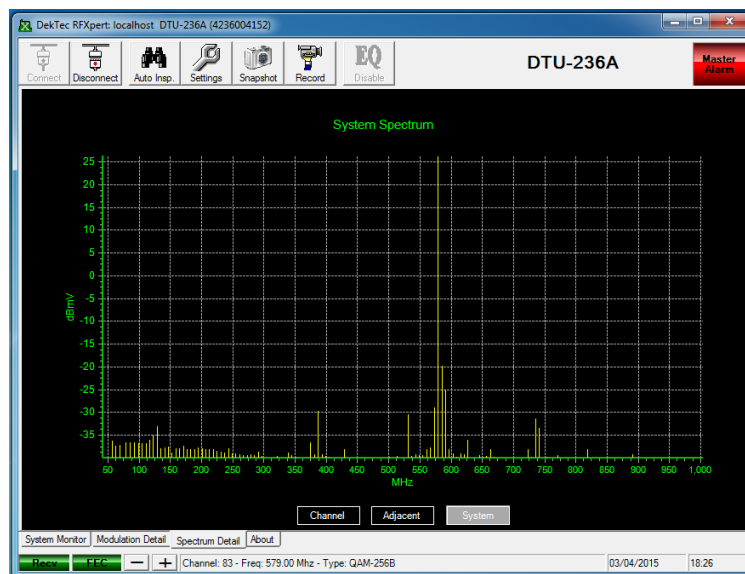 DekTec RFXpert: localhost DTU-236A (4236004152)
Connect Disconnect Auto Insp. Settings Snapshot Record EQ Disable DTU-236A Master Alarm
System Spectrum
25
20
15
10
5
0
-5
-10
-15
-20
-25
-30
-35
dBmV
50 100 150 200 250 300 350 400 450 500 550 600 650 700 750 800 850 900 950 1,000
MHz
Channel Adjacent System
System Monitor Modulation Detail Spectrum Detail About
Recv FEC Channel: 83 - Freq: 579.00 Mhz - Type: QAM-256B 03/04/2015 18:26